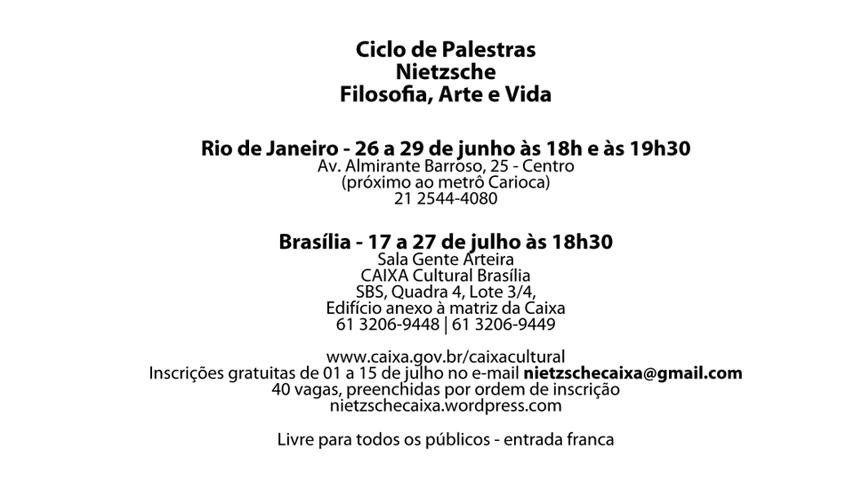 Ciclo de Palestras
Nietzsche
Filosofia, Arte e Vida
Rio de Janeiro - 26 a 29 de junho às 18h e às 19h30
Av. Almirante Barroso, 25 - Centro
(próximo ao metrô Carioca)
21 2544-4080
Brasília - 17 a 27 de julho às 18h30
Sala Gente Arteira
CAIXA Cultural Brasília
SBS, Quadra 4, Lote 3/4,
Edifício anexo à matriz da Caixa
61 3206-9448 | 61 3206-9449
www.caixa.gov.br/caixacultural
Inscrições gratuitas de 01 a 15 de julho no e-mail nietzschecaixa@gmail.com
40 vagas, preenchidas por ordem de inscrição
nietzschecaixa.wordpress.com
Livre para todos os públicos - entrada franca